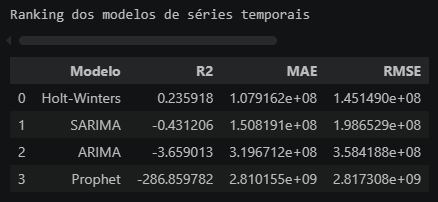 Ranking dos modelos de séries temporais
Modelo R2 MAE RMSE
0 Holt-Winters 0.235918 1.079162e+08 1.451490e+08
1 SARIMA -0.431206 1.508191e+08 1.986529e+08
2 ARIMA -3.659013 3.196712e+08 3.584188e+08
3 Prophet -286.859782 2.810155e+09 2.817308e+09